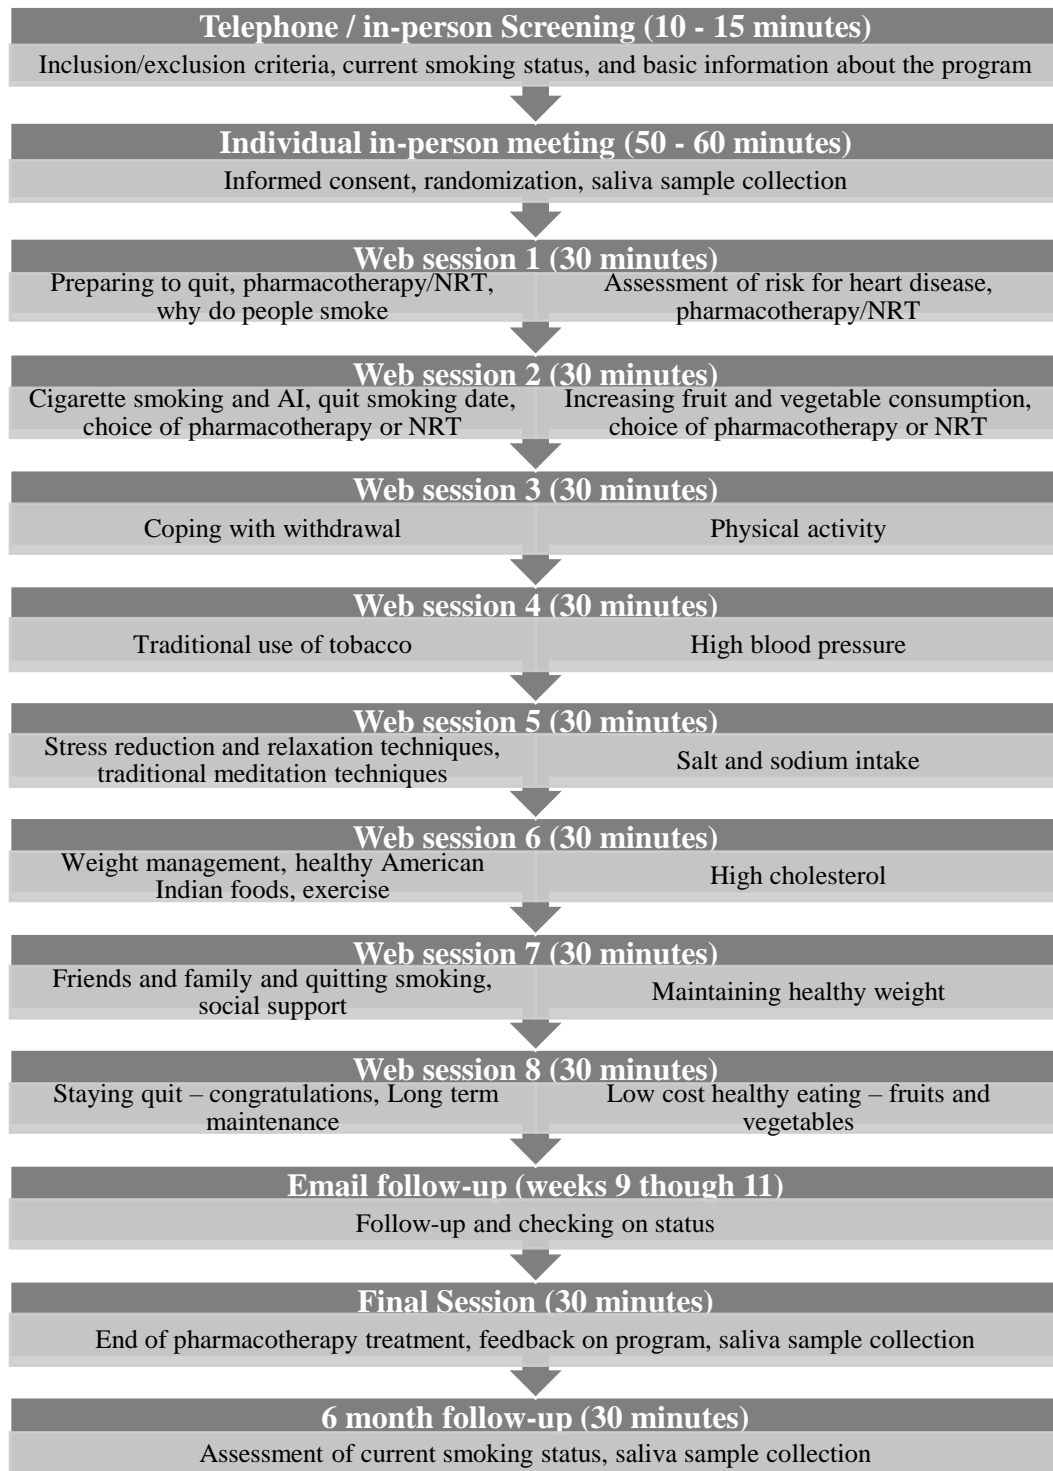 Telephone / in-person Screening (10 - 15 minutes)
Inclusion/exclusion criteria, current smoking status, and basic information about the program
Individual in-person meeting (50 - 60 minutes)
Informed consent, randomization, saliva sample collection
Web session 1 (30 minutes)
Preparing to quit, pharmacotherapy/NRT,
why do people smoke
Assessment of risk for heart disease,
pharmacotherapy/NRT
Web session 2 (30 minutes)
Cigarette smoking and AI, quit smoking date,
choice of pharmacotherapy or NRT
Increasing fruit and vegetable consumption,
choice of pharmacotherapy or NRT
Web session 3 (30 minutes)
Coping with withdrawal
Physical activity
Web session 4 (30 minutes)
Traditional use of tobacco
High blood pressure
Web session 5 (30 minutes)
Stress reduction and relaxation techniques,
traditional meditation techniques
Salt and sodium intake
Web session 6 (30 minutes)
Weight management, healthy American
Indian foods, exercise
High cholesterol
Web session 7 (30 minutes)
Friends and family and quitting smoking,
social support
Maintaining healthy weight
Web session 8 (30 minutes)
Staying quit – congratulations, Long term
maintenance
Low cost healthy eating – fruits and
vegetables
Email follow-up (weeks 9 though 11)
Follow-up and checking on status
Final Session (30 minutes)
End of pharmacotherapy treatment, feedback on program, saliva sample collection
6 month follow-up (30 minutes)
Assessment of current smoking status, saliva sample collection